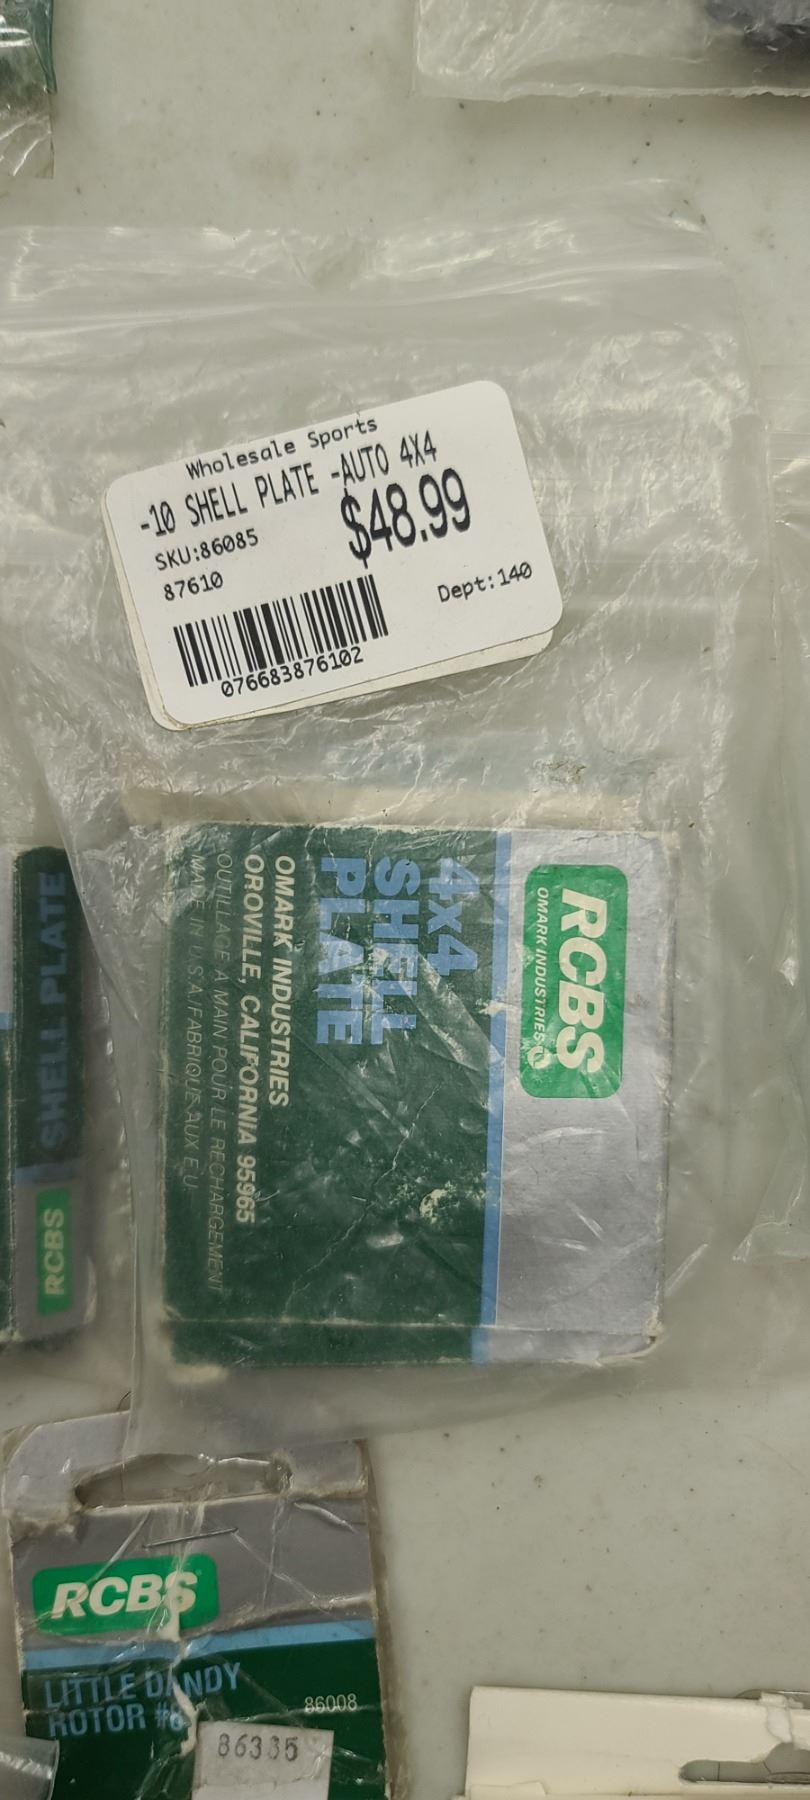 Wholesale Sports
-10 SHELL PLATE -AUTO 4X4
$48.99
SKU:86085
87610
Dept:140
076683876102
RCBS
OMARK INDUSTRIES
4x4
SHELL
PLATE
OMARK INDUSTRIES
OROVILLE, CALIFORNIA 95965
OUTILLAGE A MAIN POUR LE RECHARGEMENT
MADE IN U.S.A./FABRIQUE AUX E.U.
SHELL PLATE
RCBS
RCBS
LITTLE DANDY
ROTOR #
86008
86335